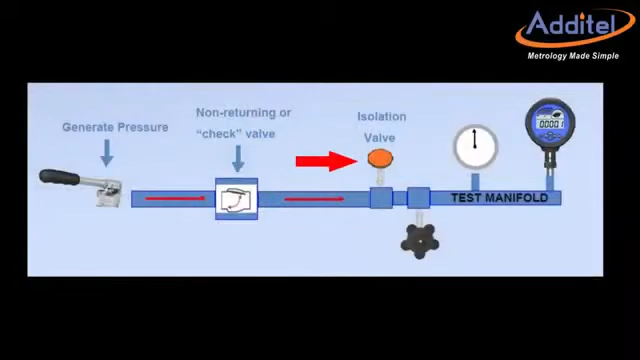 Additel
Metrology Made Simple
Generate Pressure
Non-returning or
“check” valve
Isolation
Valve
TEST MANIFOLD